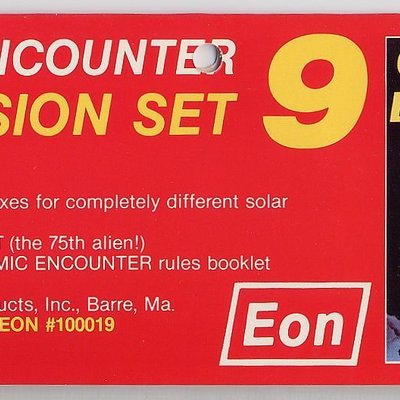 NCOUNTER
SION SET 9
xes for completely different solar
T (the 75th alien!)
MIC ENCOUNTER rules booklet
ucts, Inc., Barre, Ma.
EON #100019
Eon